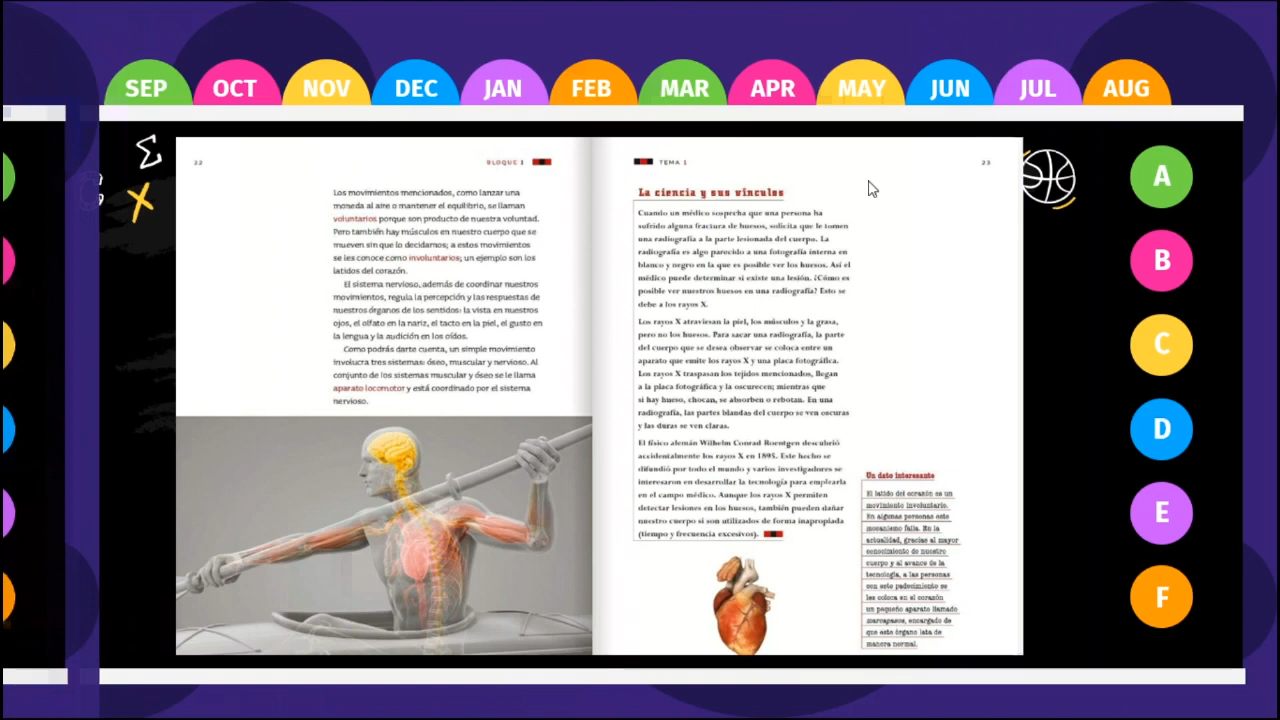 SEP OCT NOV DEC JAN FEB MAR APR MAY JUN JUL AUG
Σ
X
A
B
C
D
E
F
22
BLOQUE 1
Los movimientos mencionados, como lanzar una
moneda al aire o mantener el equilibrio, se llaman
voluntarios porque son producto de nuestra voluntad.
Pero también hay músculos en nuestro cuerpo que se
mueven sin que lo decidamos; a estos movimientos
se les conoce como involuntarios; un ejemplo son los
latidos del corazón.
El sistema nervioso, además de coordinar nuestros
movimientos, regula la percepción y las respuestas de
nuestros órganos de los sentidos: la vista en nuestros
ojos, el olfato en la nariz, el tacto en la piel, el gusto en
la lengua y la audición en los oídos.
Como podrás darte cuenta, un simple movimiento
involucra tres sistemas: óseo, muscular y nervioso. Al
conjunto de los sistemas muscular y óseo se le llama
aparato locomotor y está coordinado por el sistema
nervioso.
TEMA 1
23
La ciencia y sus vínculos
Cuando un médico sospecha que una persona ha
sufrido alguna fractura de huesos, solicita que le tomen
una radiografía a la parte lesionada del cuerpo. La
radiografía es algo parecido a una fotografía interna en
blanco y negro en la que es posible ver los huesos. Así el
médico puede determinar si existe una lesión. ¿Cómo es
posible ver nuestros huesos en una radiografía? Esto se
debe a los rayos X.
Los rayos X atraviesan la piel, los músculos y la grasa,
pero no los huesos. Para sacar una radiografía, la parte
del cuerpo que se desea observar se coloca entre un
aparato que emite los rayos X y una placa fotográfica.
Los rayos X traspasan los tejidos mencionados, llegan
a la placa fotográfica y la oscurecen; mientras que
si hay hueso, chocan, se absorben o rebotan. En una
radiografía, las partes blandas del cuerpo se ven oscuras
y las duras se ven claras.
El físico alemán Wilhelm Conrad Roentgen descubrió
accidentalmente los rayos X en 1895. Este hecho se
difundió por todo el mundo y varios investigadores se
interesaron en desarrollar la tecnología para emplearla
en el campo médico. Aunque los rayos X permiten
detectar lesiones en los huesos, también pueden dañar
nuestro cuerpo si son utilizados de forma inapropiada
(tiempo y frecuencia excesivos).
Un dato interesante
El latido del corazón es un
movimiento involuntario.
En algunas personas este
mecanismo falla. En la
actualidad, gracias al mayor
conocimiento de nuestro
cuerpo y al avance de la
tecnología, a las personas
con este padecimiento se
les coloca en el corazón
un pequeño aparato llamado
marcapasos, encargado de
que este órgano lata de
manera normal.